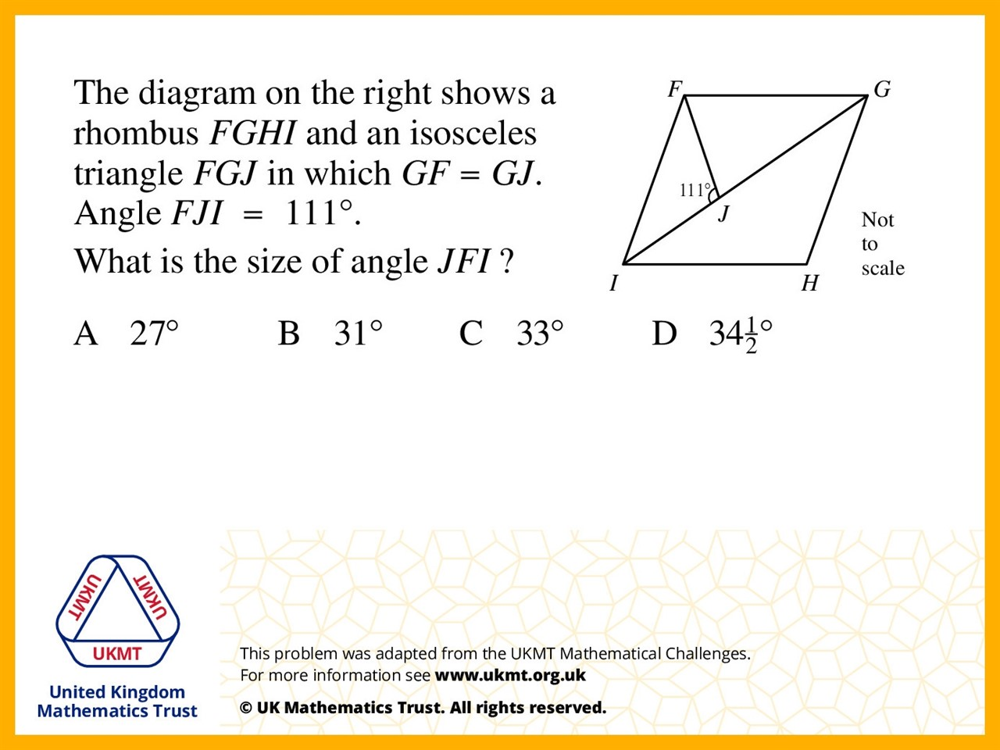 The diagram on the right shows a
rhombus FGHI and an isosceles
triangle FGJ in which GF = GJ.
Angle FJI = 111°.
What is the size of angle JFI ?
F
G
111°
J
I
H
Not
to
scale
A 27° B 31° C 33° D 34½°
UKMT
UKMT
UKMT
United Kingdom
Mathematics Trust
This problem was adapted from the UKMT Mathematical Challenges.
For more information see www.ukmt.org.uk
© UK Mathematics Trust. All rights reserved.